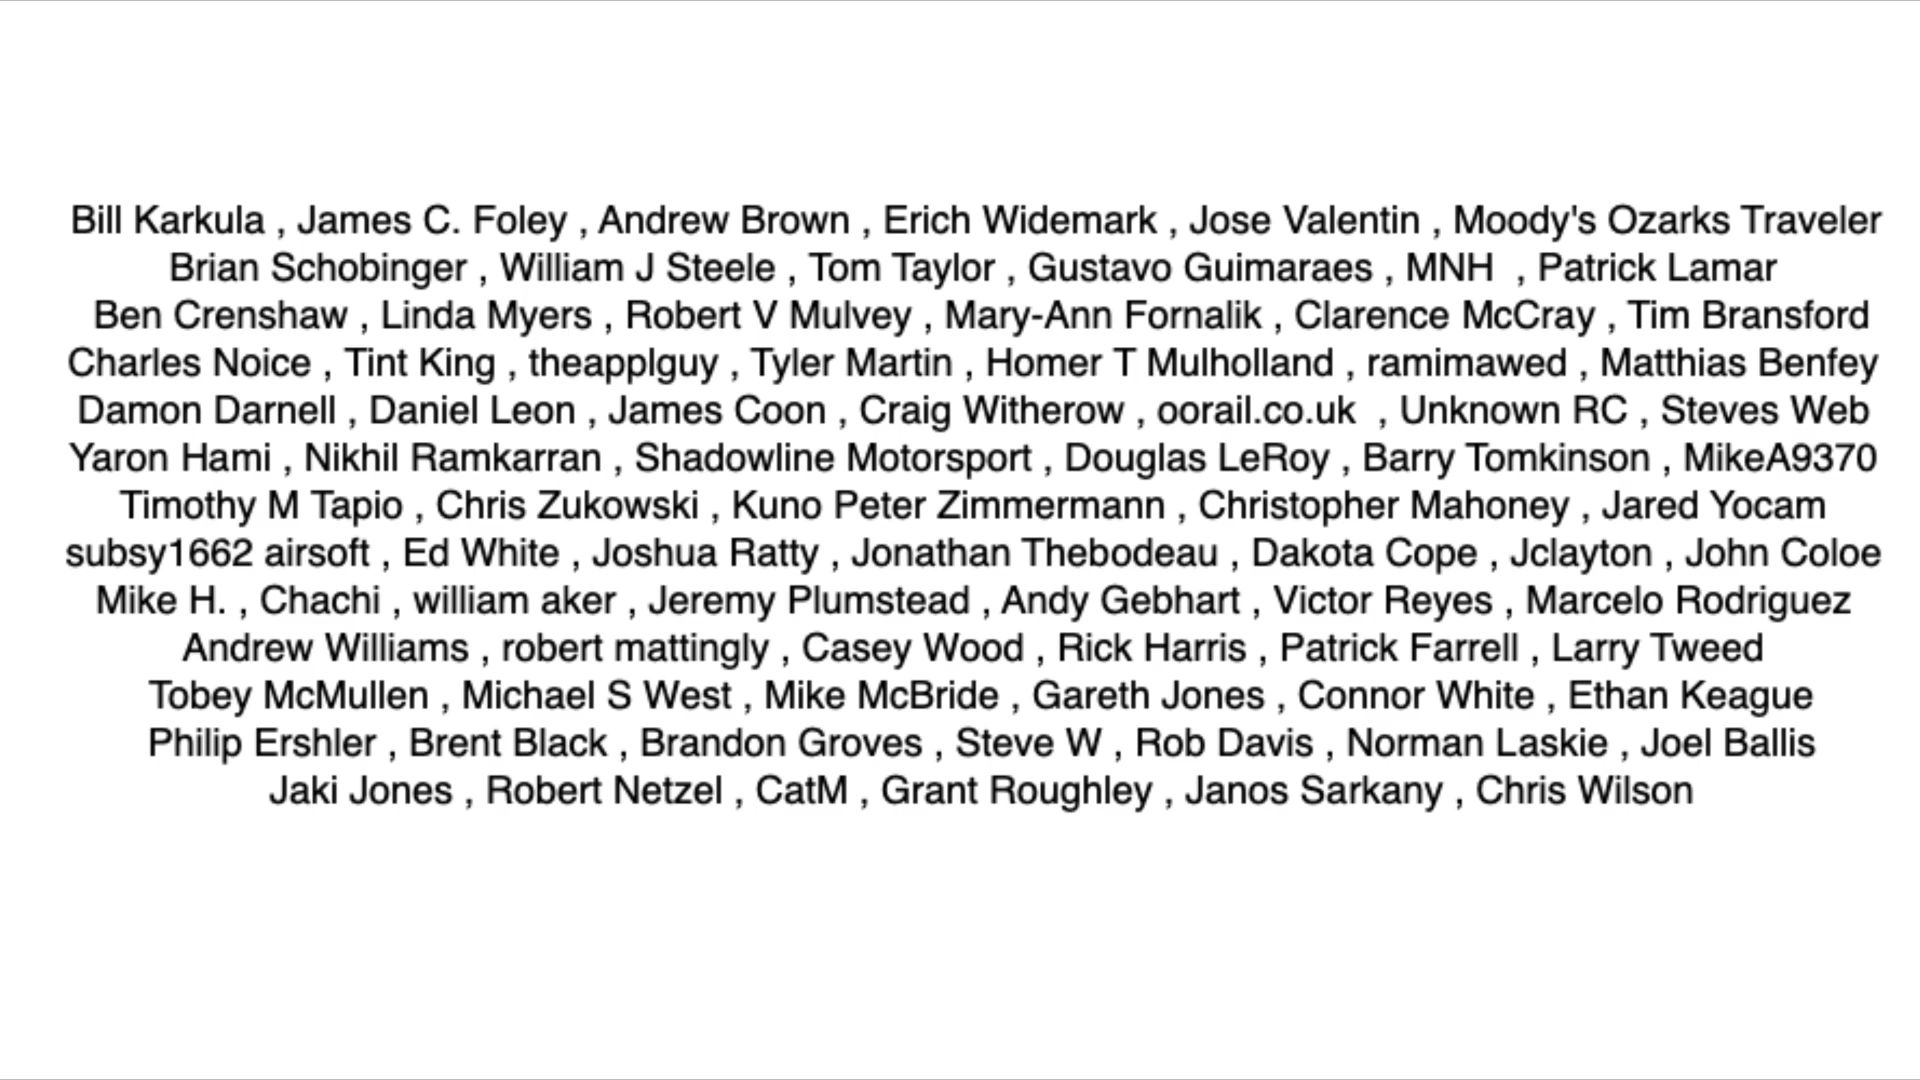 Bill Karkula , James C. Foley , Andrew Brown , Erich Widemark , Jose Valentin , Moody's Ozarks Traveler
Brian Schobinger , William J Steele , Tom Taylor , Gustavo Guimaraes , MNH  , Patrick Lamar
Ben Crenshaw , Linda Myers , Robert V Mulvey , Mary-Ann Fornalik , Clarence McCray , Tim Bransford
Charles Noice , Tint King , theapplguy , Tyler Martin , Homer T Mulholland , ramimawed , Matthias Benfey
Damon Darnell , Daniel Leon , James Coon , Craig Witherow , oorail.co.uk  , Unknown RC , Steves Web
Yaron Hami , Nikhil Ramkarran , Shadowline Motorsport , Douglas LeRoy , Barry Tomkinson , MikeA9370
Timothy M Tapio , Chris Zukowski , Kuno Peter Zimmermann , Christopher Mahoney , Jared Yocam
subsy1662 airsoft , Ed White , Joshua Ratty , Jonathan Thebodeau , Dakota Cope , Jclayton , John Coloe
Mike H. , Chachi , william aker , Jeremy Plumstead , Andy Gebhart , Victor Reyes , Marcelo Rodriguez
Andrew Williams , robert mattingly , Casey Wood , Rick Harris , Patrick Farrell , Larry Tweed
Tobey McMullen , Michael S West , Mike McBride , Gareth Jones , Connor White , Ethan Keague
Philip Ershler , Brent Black , Brandon Groves , Steve W , Rob Davis , Norman Laskie , Joel Ballis
Jaki Jones , Robert Netzel , CatM , Grant Roughley , Janos Sarkany , Chris Wilson